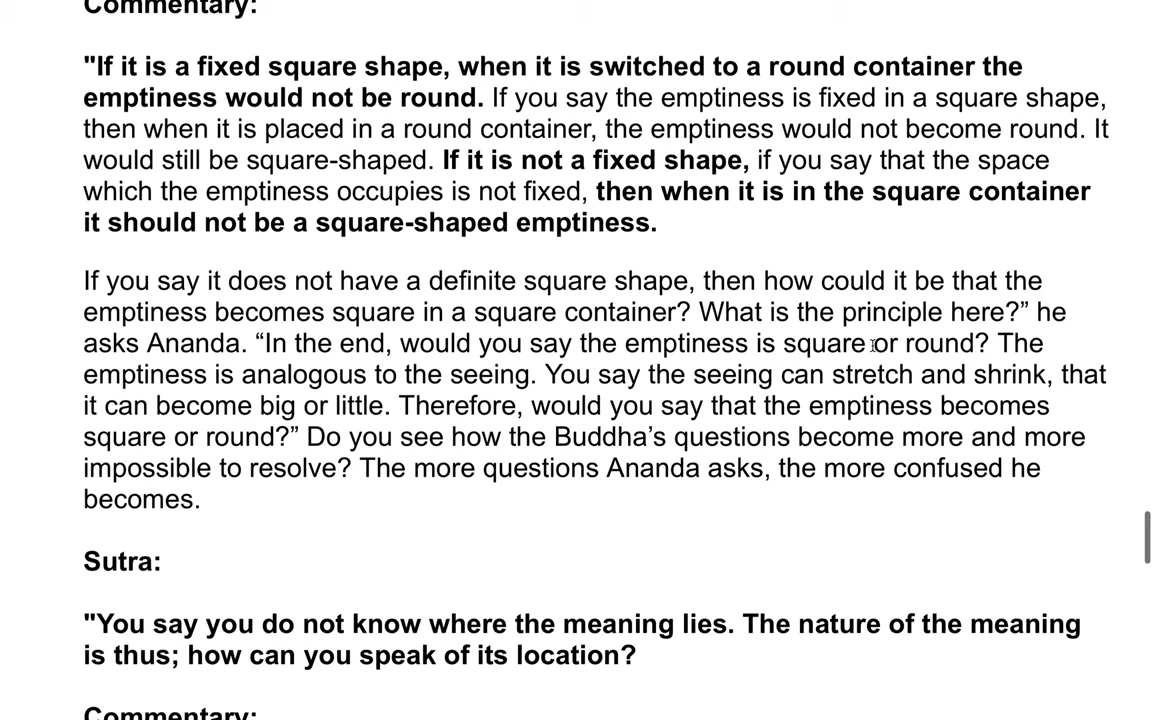 Commentary:
"If it is a fixed square shape, when it is switched to a round container the
emptiness would not be round. If you say the emptiness is fixed in a square shape,
then when it is placed in a round container, the emptiness would not become round. It
would still be square-shaped. If it is not a fixed shape, if you say that the space
which the emptiness occupies is not fixed, then when it is in the square container
it should not be a square-shaped emptiness.
If you say it does not have a definite square shape, then how could it be that the
emptiness becomes square in a square container? What is the principle here?” he
asks Ananda. “In the end, would you say the emptiness is square or round? The
emptiness is analogous to the seeing. You say the seeing can stretch and shrink, that
it can become big or little. Therefore, would you say that the emptiness becomes
square or round?” Do you see how the Buddha’s questions become more and more
impossible to resolve? The more questions Ananda asks, the more confused he
becomes.
Sutra:
"You say you do not know where the meaning lies. The nature of the meaning
is thus; how can you speak of its location?
Commentary: